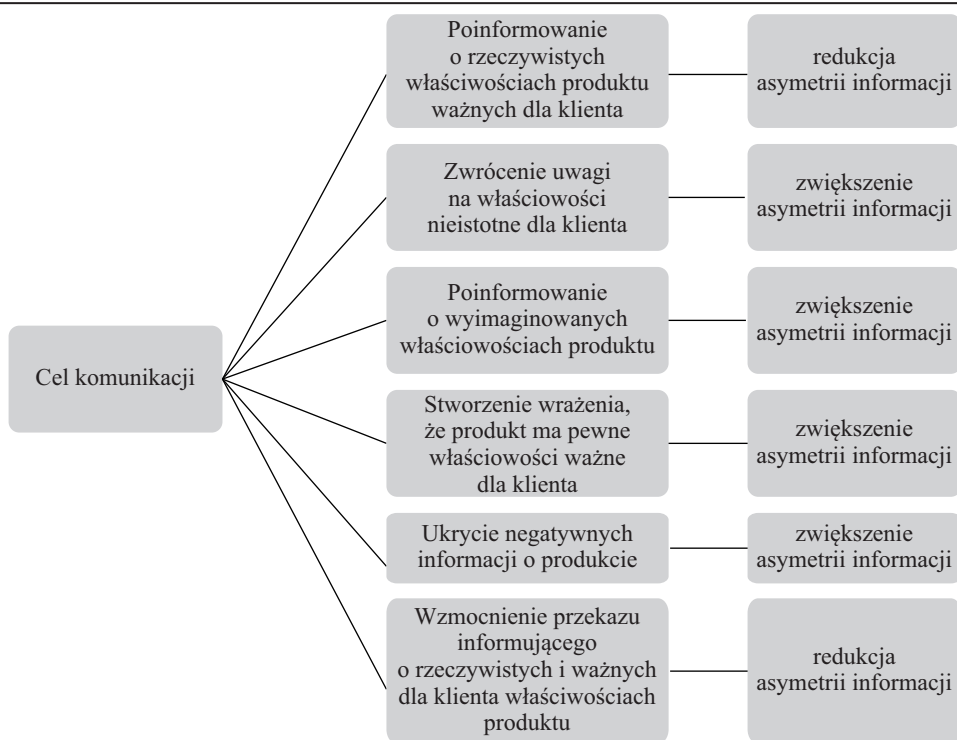 Cel komunikacji
Poinformowanie
o rzeczywistych
właściwościach produktu
ważnych dla klienta
redukcja
asymetrii informacji
Zwrócenie uwagi
na właściowości
nieistotne dla klienta
zwiększenie
asymetrii informacji
Poinformowanie
o wyimaginowanych
właściowościach produktu
zwiększenie
asymetrii informacji
Stworzenie wrażenia,
że produkt ma pewne
właściowości ważne
dla klienta
zwiększenie
asymetrii informacji
Ukrycie negatywnych
informacji o produkcie
zwiększenie
asymetrii informacji
Wzmocnienie przekazu
informującego
o rzeczywistych i ważnych
dla klienta właściwościach
produktu
redukcja
asymetrii informacji